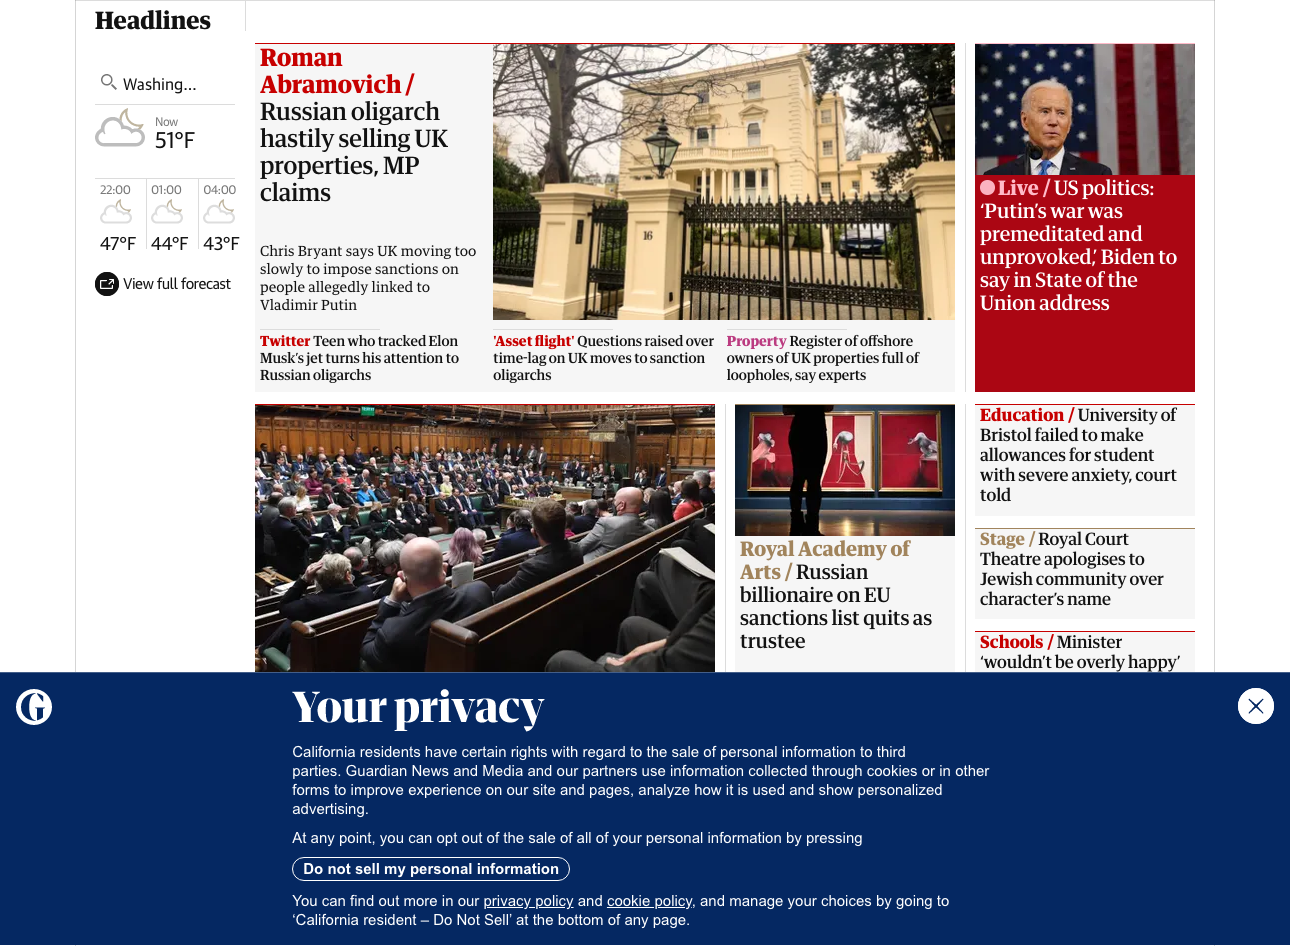 Headlines
Washing...
Now
51°F
22:00
01:00
04:00
47°F
44°F
43°F
View full forecast
Roman
Abramovich /
Russian oligarch
hastily selling UK
properties, MP
claims
Chris Bryant says UK moving too
slowly to impose sanctions on
people allegedly linked to
Vladimir Putin
16
Twitter Teen who tracked Elon
Musk’s jet turns his attention to
Russian oligarchs
'Asset flight' Questions raised over
time-lag on UK moves to sanction
oligarchs
Property Register of offshore
owners of UK properties full of
loopholes, say experts
Live / US politics:
‘Putin’s war was
premeditated and
unprovoked,’ Biden to
say in State of the
Union address
Royal Academy of
Arts / Russian
billionaire on EU
sanctions list quits as
trustee
Education / University of
Bristol failed to make
allowances for student
with severe anxiety, court
told
Stage / Royal Court
Theatre apologises to
Jewish community over
character’s name
Schools / Minister
‘wouldn’t be overly happy’
G
Your privacy
California residents have certain rights with regard to the sale of personal information to third
parties. Guardian News and Media and our partners use information collected through cookies or in other
forms to improve experience on our site and pages, analyze how it is used and show personalized
advertising.
At any point, you can opt out of the sale of all of your personal information by pressing
Do not sell my personal information
You can find out more in our privacy policy and cookie policy, and manage your choices by going to
‘California resident – Do Not Sell’ at the bottom of any page.